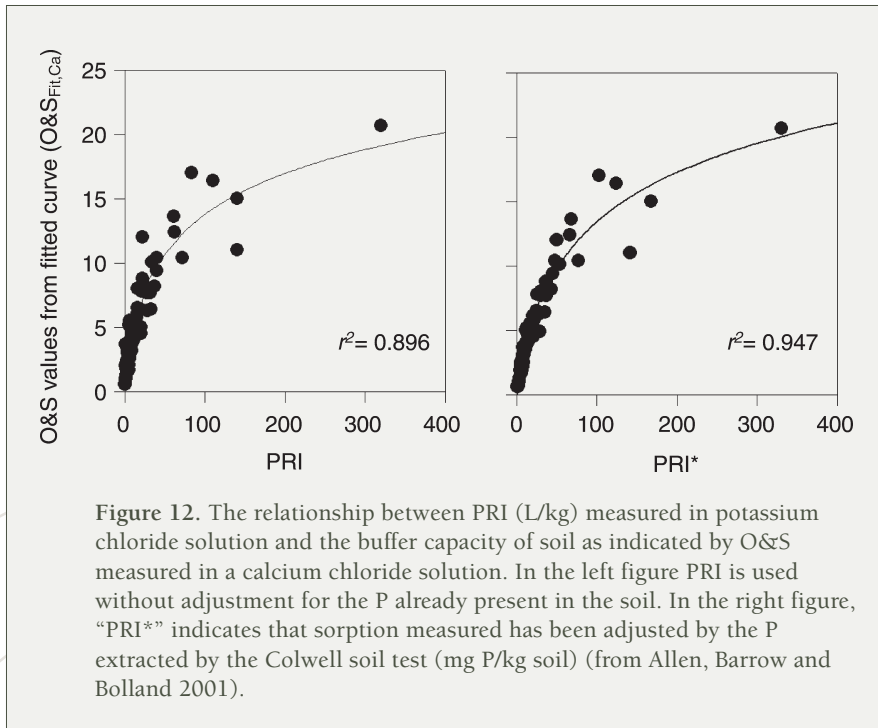 O&S values from fitted curve (O&S_Fit,Ca)
25
20
15
10
5
0
r²= 0.896
0 100 200 300 400
PRI
r²= 0.947
0 100 200 300 400
PRI*
Figure 12. The relationship between PRI (L/kg) measured in potassium
chloride solution and the buffer capacity of soil as indicated by O&S
measured in a calcium chloride solution. In the left figure PRI is used
without adjustment for the P already present in the soil. In the right figure,
“PRI*” indicates that sorption measured has been adjusted by the P
extracted by the Colwell soil test (mg P/kg soil) (from Allen, Barrow and
Bolland 2001).